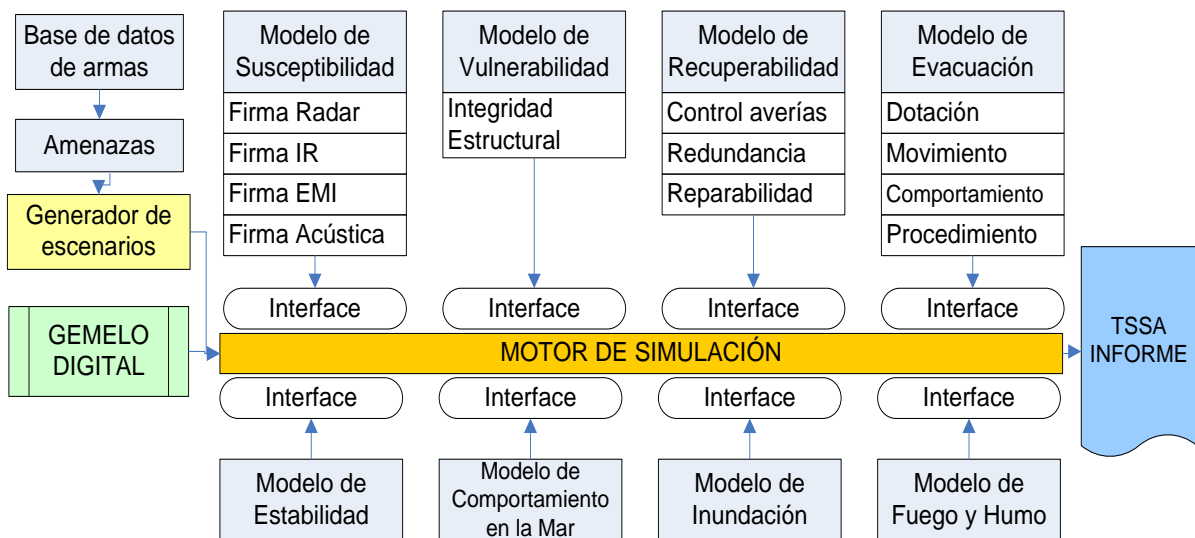 Base de datos
de armas
Amenazas
Generador de
escenarios
GEMELO
DIGITAL
Modelo de
Susceptibilidad
Firma Radar
Firma IR
Firma EMI
Firma Acústica
Interface
Modelo de
Vulnerabilidad
Integridad
Estructural
Interface
Modelo de
Recuperabilidad
Control averías
Redundancia
Reparabilidad
Interface
Modelo de
Evacuación
Dotación
Movimiento
Comportamiento
Procedimiento
Interface
MOTOR DE SIMULACIÓN
TSSA
INFORME
Interface
Modelo de
Estabilidad
Interface
Modelo de
Comportamiento
en la Mar
Interface
Modelo de
Inundación
Interface
Modelo de
Fuego y Humo